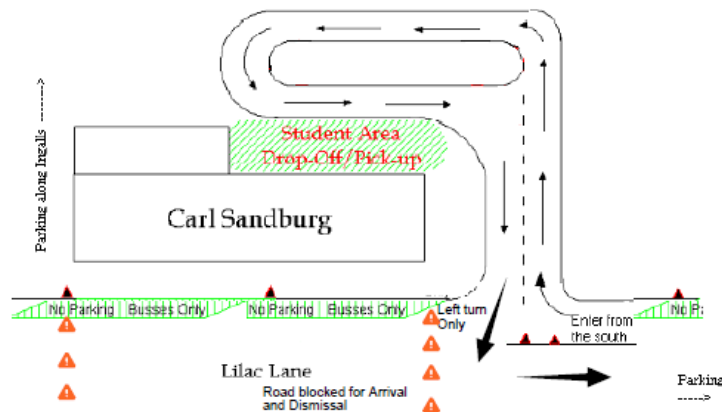 Student Area
Drop-Off/Pick-up
Parking along Ingalls ------>
Carl Sandburg
No Parking Busses Only
No Parking Busses Only
Left turn
Only
Enter from
the south
No P
Lilac Lane
Road blocked for Arrival
and Dismissal
Parking
----->